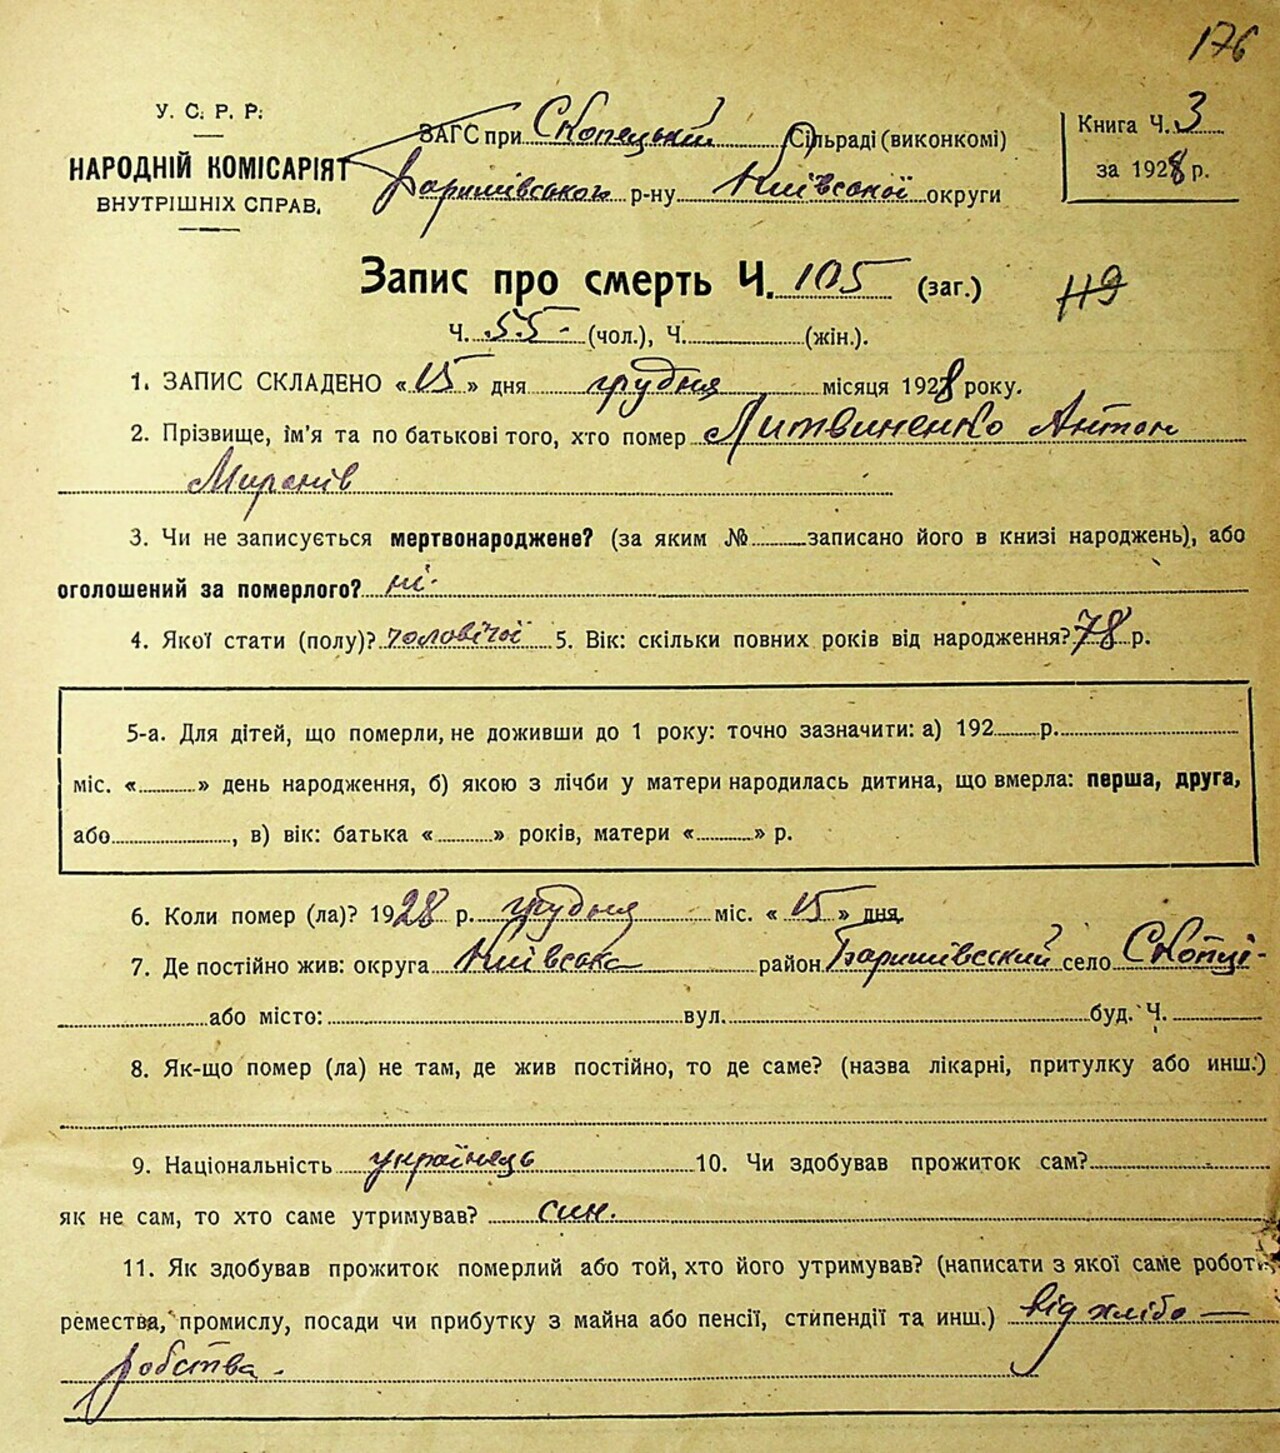 176
У. С. Р. Р.
НАРОДНІЙ КОМІСАРІЯТ
ВНУТРІШНІХ СПРАВ.
ЗАГС при Скопецький Сільраді (виконкомі)
Баришівського р-ну Київської округи
Книга Ч. 3
за 1928 р.
Запис про смерть Ч. 105 (заг.)
119
Ч. 55 - (чол.), Ч. (жін.).
1. ЗАПИС СКЛАДЕНО « 15 » дня грудня місяця 1928 року.
2. Прізвище, ім'я та по батькові того, хто помер Литвиненко Антон
Миронів
3. Чи не записується мертвонароджене? (за яким № записано його в книзі народжень), або
оголошений за померлого? ні.
4. Якої стати (полу)? чоловічої 5. Вік: скільки повних років від народження? 78 р.
5-а. Для дітей, що померли, не доживши до 1 року: точно зазначити: а) 192 р.
міс. « » день народження, б) якою з лічби у матери народилась дитина, що вмерла: перша, друга,
або , в) вік: батька « » років, матери « » р.
6. Коли помер (ла)? 1928 р. грудня міс. « 15 » дня.
7. Де постійно жив: округа Київська район Баришівський село Скопці-
або місто: вул. буд. Ч.
8. Як-що помер (ла) не там, де жив постійно, то де саме? (назва лікарні, притулку або инш.)
9. Національність українець 10. Чи здобував прожиток сам?
як не сам, то хто саме утримував? син.
11. Як здобував прожиток померлий або той, хто його утримував? (написати з якої саме роботи,
ремества, промислу, посади чи прибутку з майна або пенсії, стипендії та инш.) від хлібо —
робства.